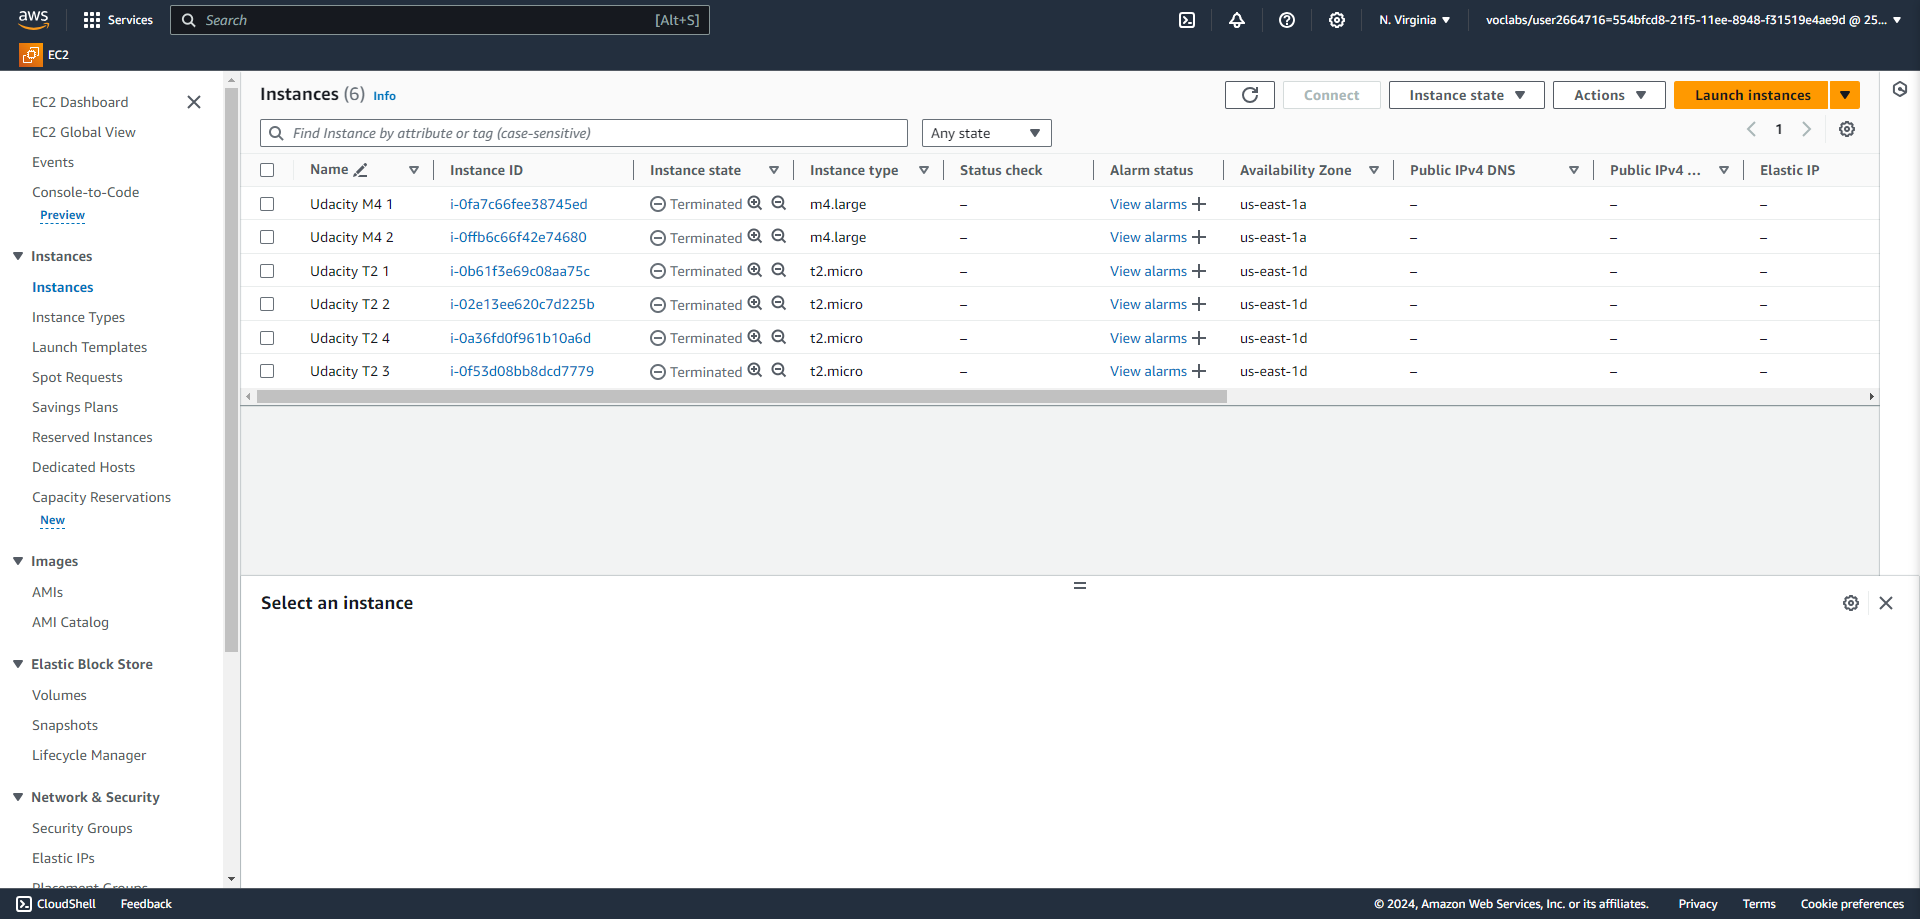 aws Services Search [Alt+S] N. Virginia voclabs/user2664716=554bfcd8-21f5-11ee-8948-f31519e4ae9d @ 25...
EC2
EC2 Dashboard
EC2 Global View
Events
Console-to-Code
Preview
Instances
Instances
Instance Types
Launch Templates
Spot Requests
Savings Plans
Reserved Instances
Dedicated Hosts
Capacity Reservations
New
Images
AMIs
AMI Catalog
Elastic Block Store
Volumes
Snapshots
Lifecycle Manager
Network & Security
Security Groups
Elastic IPs
Placement Groups
Instances (6) Info Connect Instance state Actions Launch instances
Find Instance by attribute or tag (case-sensitive) Any state 1
Name Instance ID Instance state Instance type Status check Alarm status Availability Zone Public IPv4 DNS Public IPv4 ... Elastic IP
Udacity M4 1 i-0fa7c66fee38745ed Terminated m4.large – View alarms us-east-1a – – –
Udacity M4 2 i-0ffb6c66f42e74680 Terminated m4.large – View alarms us-east-1a – – –
Udacity T2 1 i-0b61f3e69c08aa75c Terminated t2.micro – View alarms us-east-1d – – –
Udacity T2 2 i-02e13ee620c7d225b Terminated t2.micro – View alarms us-east-1d – – –
Udacity T2 4 i-0a36fd0f961b10a6d Terminated t2.micro – View alarms us-east-1d – – –
Udacity T2 3 i-0f53d08bb8dcd7779 Terminated t2.micro – View alarms us-east-1d – – –
Select an instance
CloudShell Feedback © 2024, Amazon Web Services, Inc. or its affiliates. Privacy Terms Cookie preferences